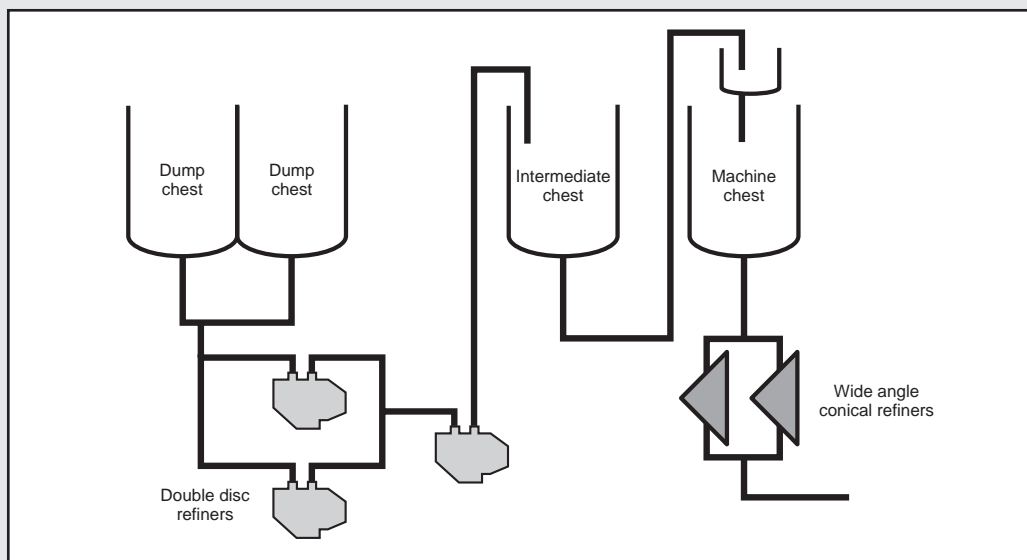 Dump
chest
Dump
chest
Intermediate
chest
Machine
chest
Wide angle
conical refiners
Double disc
refiners